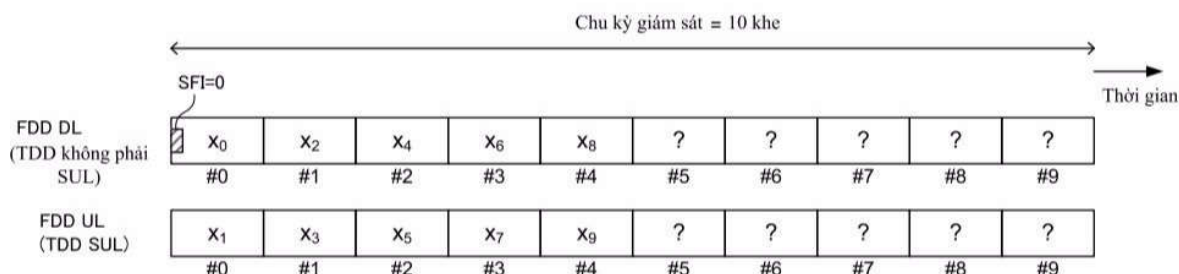 Chu kỳ giám sát = 10 khe
SFI=0
Thời gian
FDD DL
(TDD không phải
SUL)
x0 x2 x4 x6 x8 ? ? ? ? ?
#0 #1 #2 #3 #4 #5 #6 #7 #8 #9
FDD UL
(TDD SUL)
x1 x3 x5 x7 x9 ? ? ? ? ?
#0 #1 #2 #3 #4 #5 #6 #7 #8 #9